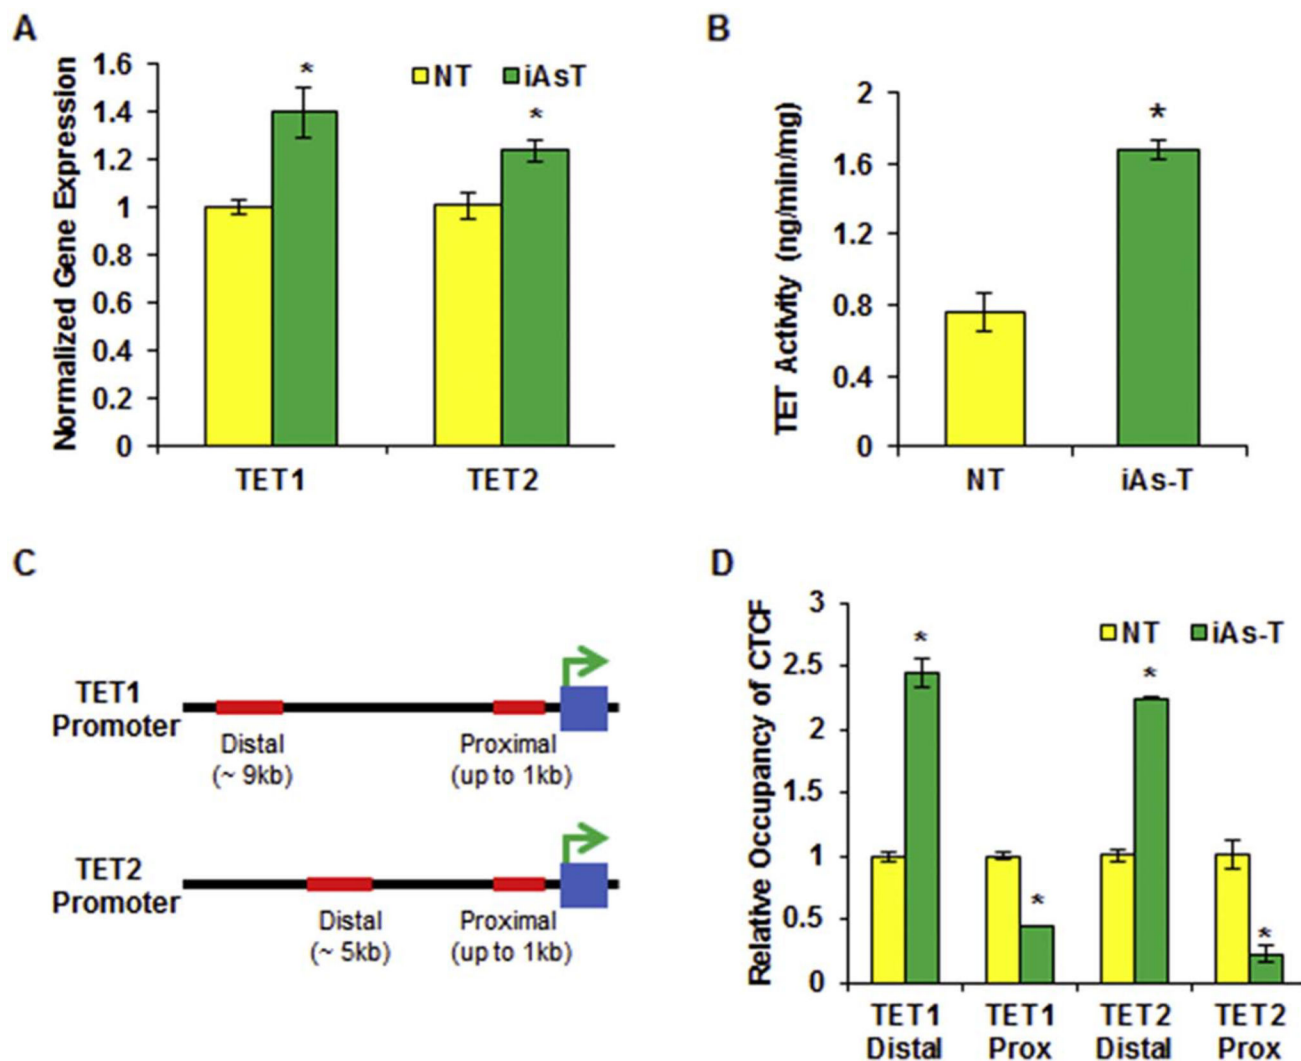 A
Normalized Gene Expression
1.6
1.4
1.2
1
0.8
0.6
0.4
0.2
0
NT
iAsT
*
*
TET1
TET2
B
TET Activity (ng/min/mg)
2
1.6
1.2
0.8
0.4
0
*
NT
iAs-T
C
TET1
Promoter
Distal
(~ 9kb)
Proximal
(up to 1kb)
TET2
Promoter
Distal
(~ 5kb)
Proximal
(up to 1kb)
D
Relative Occupancy of CTCF
3
2.5
2
1.5
1
0.5
0
NT
iAs-T
*
*
*
*
TET1
Distal
TET1
Prox
TET2
Distal
TET2
Prox